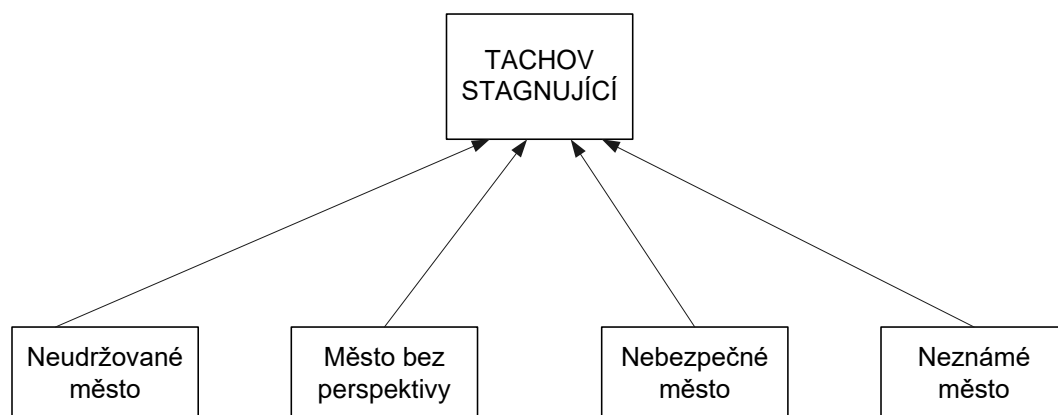 TACHOV
STAGNUJÍCÍ
Neudržované
město
Město bez
perspektivy
Nebezpečné
město
Neznámé
město